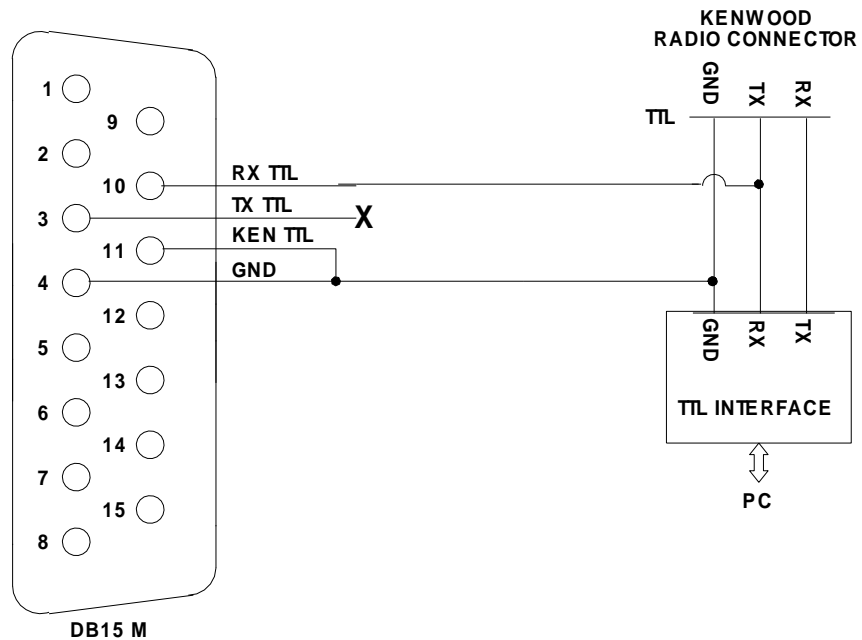 KENWOOD
RADIO CONNECTOR
GND
TX
RX
TTL
1
9
2
10
RX TTL
3
TX TTL
X
11
KEN TTL
4
GND
12
5
13
6
14
7
15
8
GND
RX
TX
TTL INTERFACE
PC
DB15 M